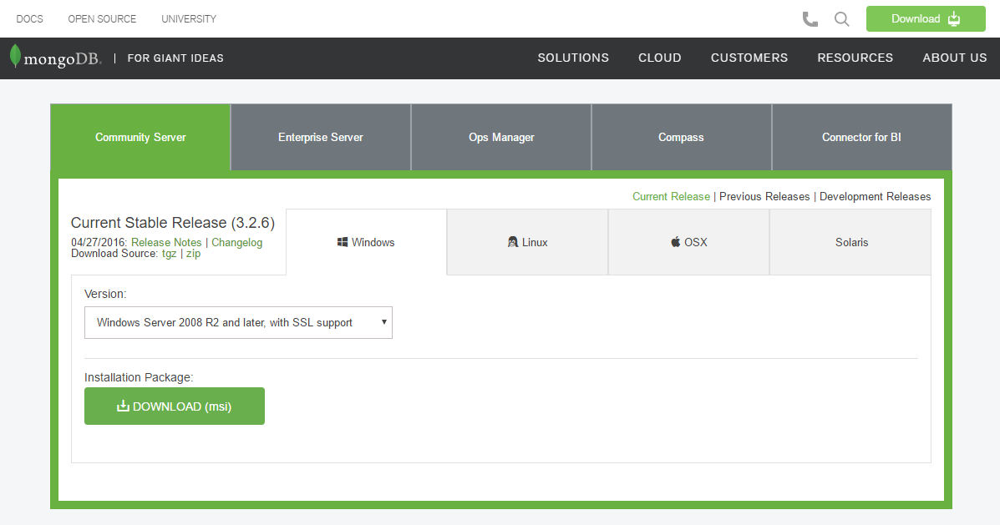 DOCS OPEN SOURCE UNIVERSITY Download
mongoDB. | FOR GIANT IDEAS SOLUTIONS CLOUD CUSTOMERS RESOURCES ABOUT US
Community Server Enterprise Server Ops Manager Compass Connector for BI
Current Release | Previous Releases | Development Releases
Current Stable Release (3.2.6)
04/27/2016: Release Notes | Changelog
Download Source: tgz | zip
Windows Linux OSX Solaris
Version:
Windows Server 2008 R2 and later, with SSL support
Installation Package:
DOWNLOAD (msi)